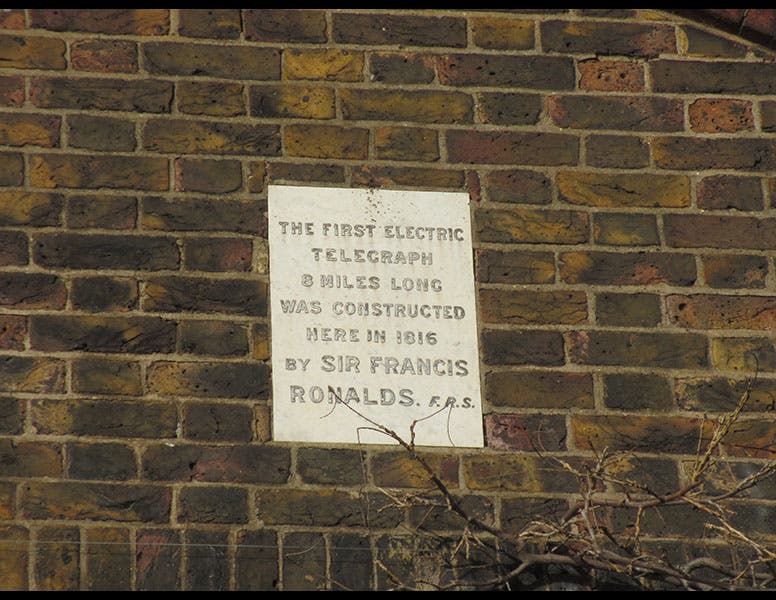 THE FIRST ELECTRIC
TELEGRAPH
8 MILES LONG
WAS CONSTRUCTED
HERE IN 1816
BY SIR FRANCIS
RONALDS. F.R.S.